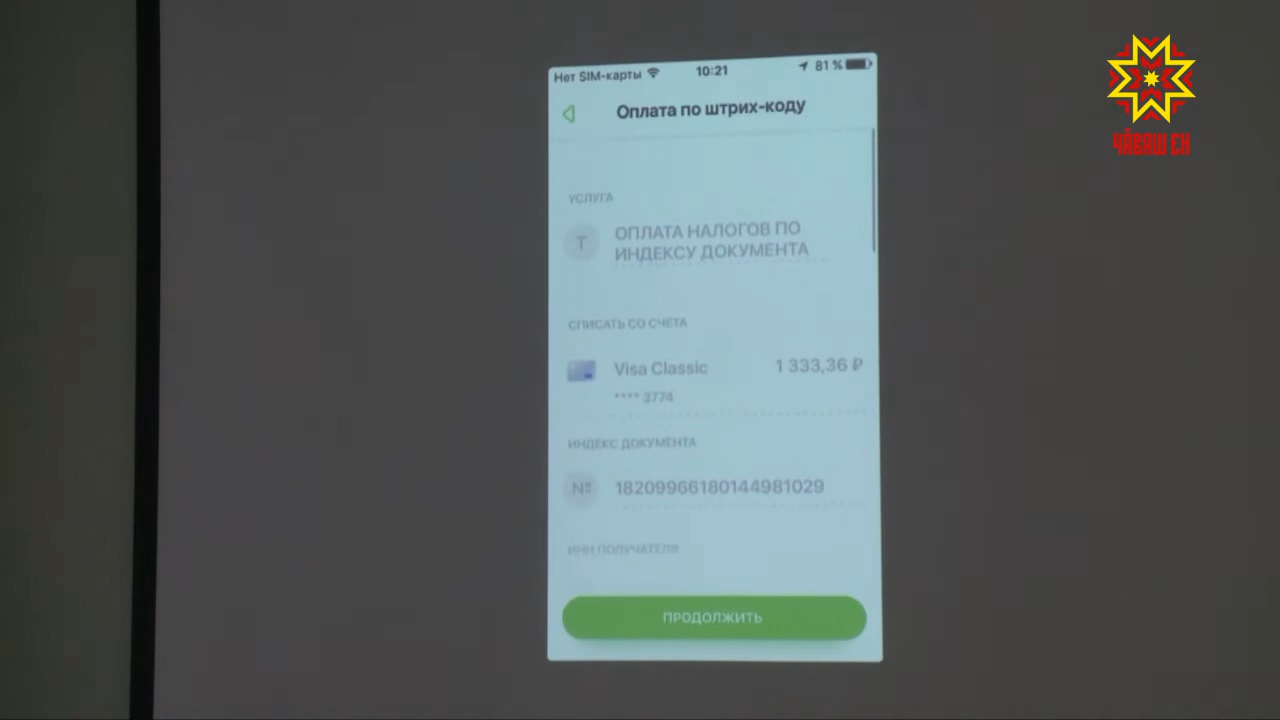 Нет SIM-карты 10:21 81 %
Оплата по штрих-коду
ЧӐВАШ ЕН
УСЛУГА
Т
ОПЛАТА НАЛОГОВ ПО
ИНДЕКСУ ДОКУМЕНТА
СПИСАТЬ СО СЧЕТА
Visa Classic 1 333,36 ₽
**** 3774
ИНДЕКС ДОКУМЕНТА
№ 18209966180144981029
ИНН ПОЛУЧАТЕЛЯ
ПРОДОЛЖИТЬ